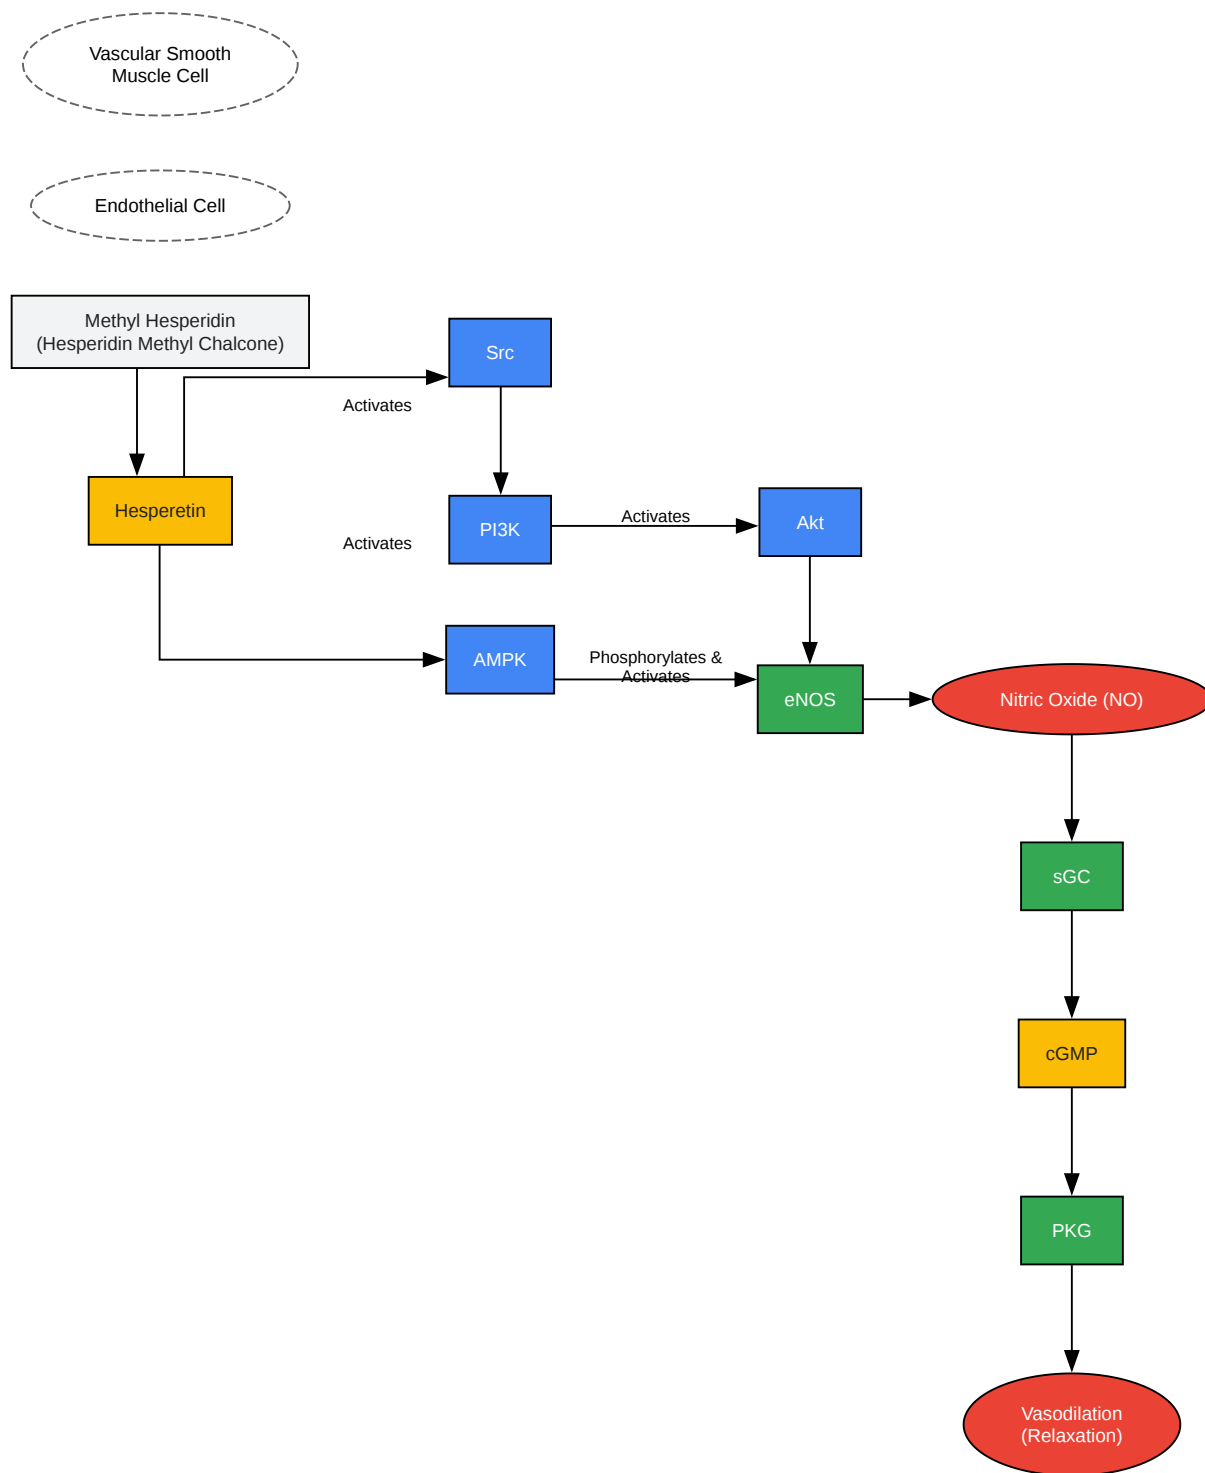 Vascular Smooth
Muscle Cell
Endothelial Cell
Methyl Hesperidin
(Hesperidin Methyl Chalcone)
Src
Activates
Hesperetin
Activates
PI3K
Activates
Akt
AMPK
Phosphorylates &
Activates
eNOS
Nitric Oxide (NO)
sGC
cGMP
PKG
Vasodilation
(Relaxation)